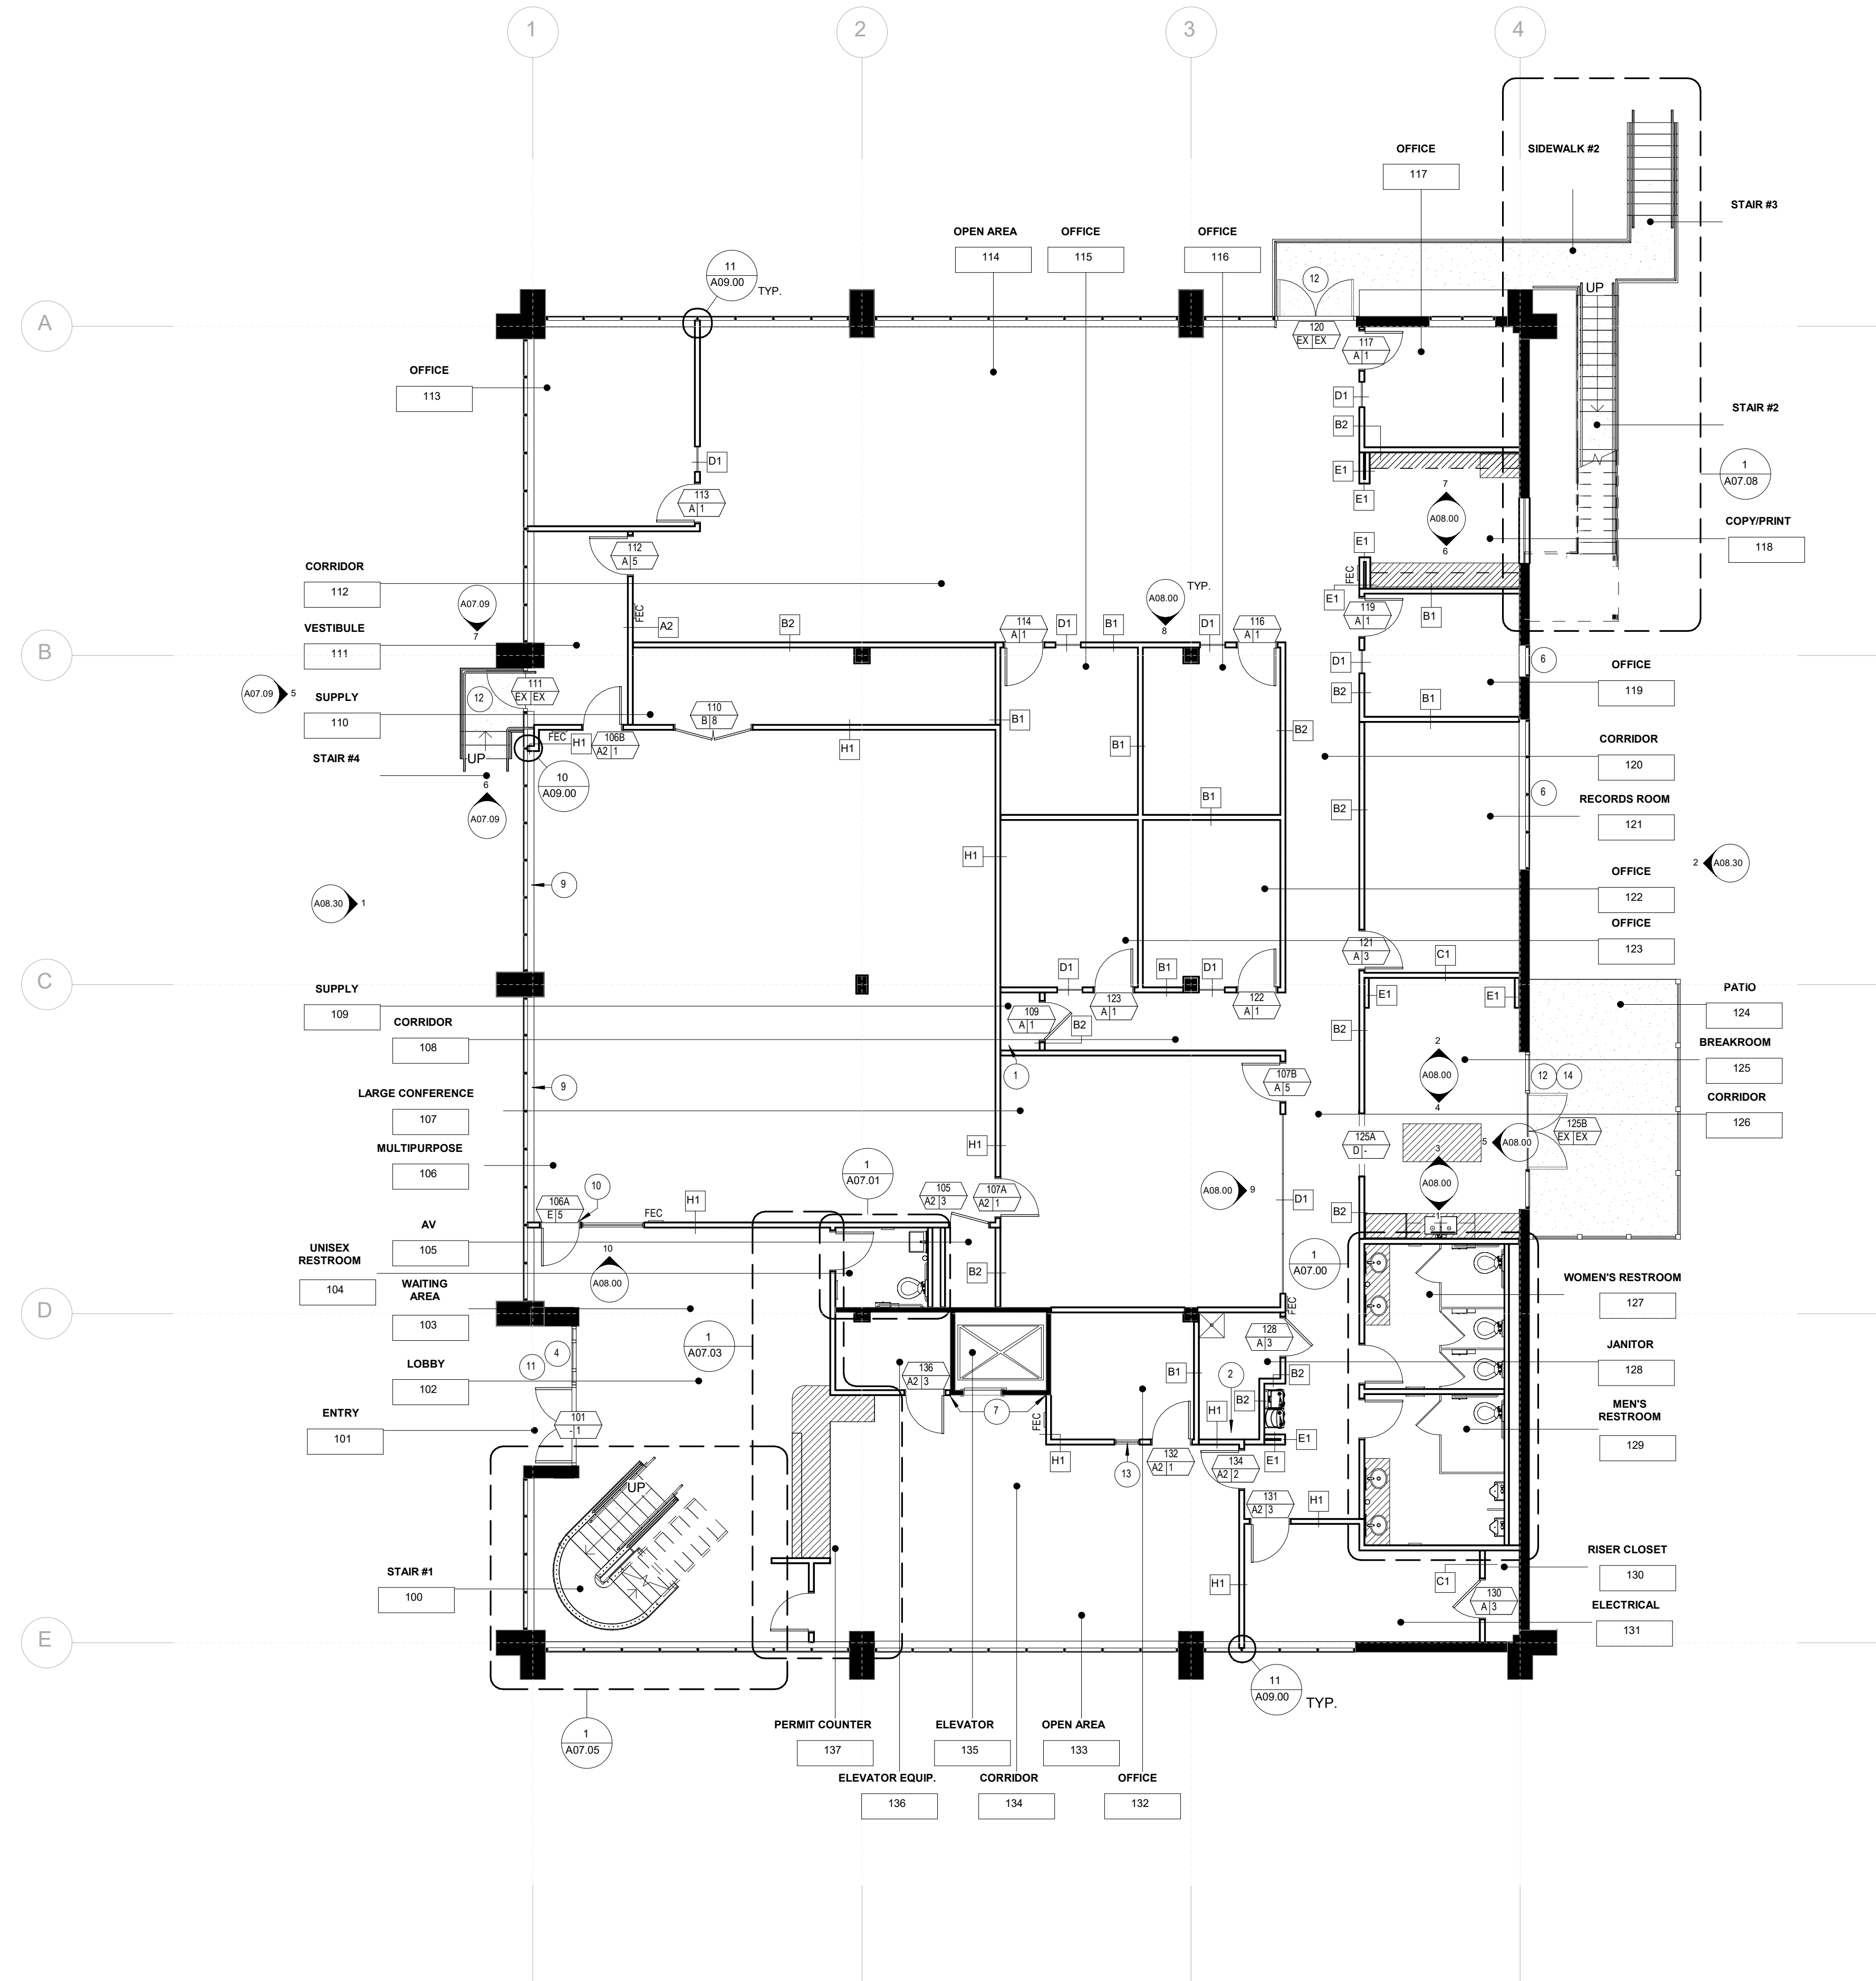 1
2
3
4
OFFICE
117
SIDEWALK #2
STAIR #3
OPEN AREA
114
OFFICE
115
OFFICE
116
11
A09.00
TYP.
12
UP
A
120
EX EX
117
A 1
OFFICE
113
D1
B2
STAIR #2
D1
E1
1
A07.08
113
A 1
E1
7
A08.00
6
COPY/PRINT
118
112
A 5
E1
CORRIDOR
112
FEC
A07.09
7
TYP.
A08.00
8
E1
119
A 1
B1
VESTIBULE
111
FEC
A2
B2
114
A 1
D1
B1
D1
116
A 1
B
D1
6
OFFICE
119
A07.09
5
12
111
EX EX
B2
B1
SUPPLY
110
110
B 8
B1
B2
FEC
H1
106B
A2 1
H1
B1
CORRIDOR
120
STAIR #4
UP
6
A07.09
10
A09.00
B1
B2
6
RECORDS ROOM
121
H1
2
A08.30
9
OFFICE
122
A08.30
1
OFFICE
123
121
A 3
C1
C
D1
B1
D1
SUPPLY
109
123
A 1
122
A 1
E1
E1
PATIO
124
109
A 1
B2
B2
CORRIDOR
108
2
A08.00
4
BREAKROOM
125
9
1
107B
A 5
12
14
LARGE CONFERENCE
107
CORRIDOR
126
MULTIPURPOSE
106
H1
125A
D -
3
A08.00
1
5
A08.00
125B
EX EX
1
A07.01
10
106A
E 5
H1
FEC
105
A2 3
107A
A2 1
A08.00
9
D1
B2
AV
105
UNISEX
RESTROOM
104
10
A08.00
B2
1
A07.00
WAITING
AREA
103
WOMEN'S RESTROOM
127
D
FEC
1
A07.03
4
11
128
A 3
JANITOR
128
LOBBY
102
136
A2 3
B1
2
B2
B2
ENTRY
101
101
- 1
7
FEC
H1
H1
E1
E1
MEN'S
RESTROOM
129
13
132
A2 1
134
A2 2
UP
131
A2 3
H1
STAIR #1
100
H1
C1
130
A 3
RISER CLOSET
130
ELECTRICAL
131
E
11
A09.00
TYP.
1
A07.05
PERMIT COUNTER
137
ELEVATOR
135
OPEN AREA
133
ELEVATOR EQUIP.
136
CORRIDOR
134
OFFICE
132